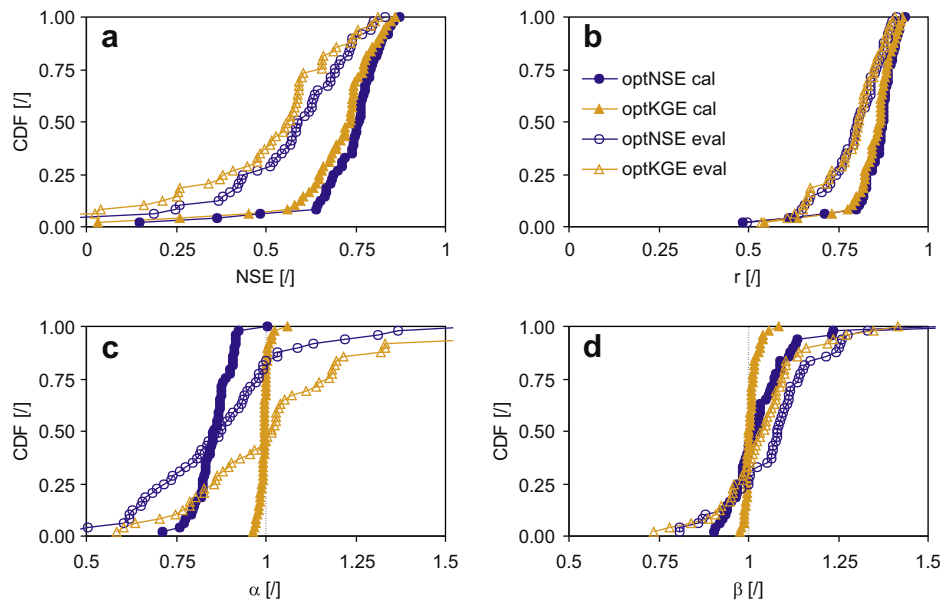 a
CDF [/]
1.00
0.75
0.50
0.25
0.00
0
0.25
0.5
0.75
1
NSE [/]
b
optNSE cal
optKGE cal
optNSE eval
optKGE eval
CDF [/]
1.00
0.75
0.50
0.25
0.00
0
0.25
0.5
0.75
1
r [/]
c
CDF [/]
1.00
0.75
0.50
0.25
0.00
0.5
0.75
1
1.25
1.5
α [/]
d
CDF [/]
1.00
0.75
0.50
0.25
0.00
0.5
0.75
1
1.25
1.5
β [/]